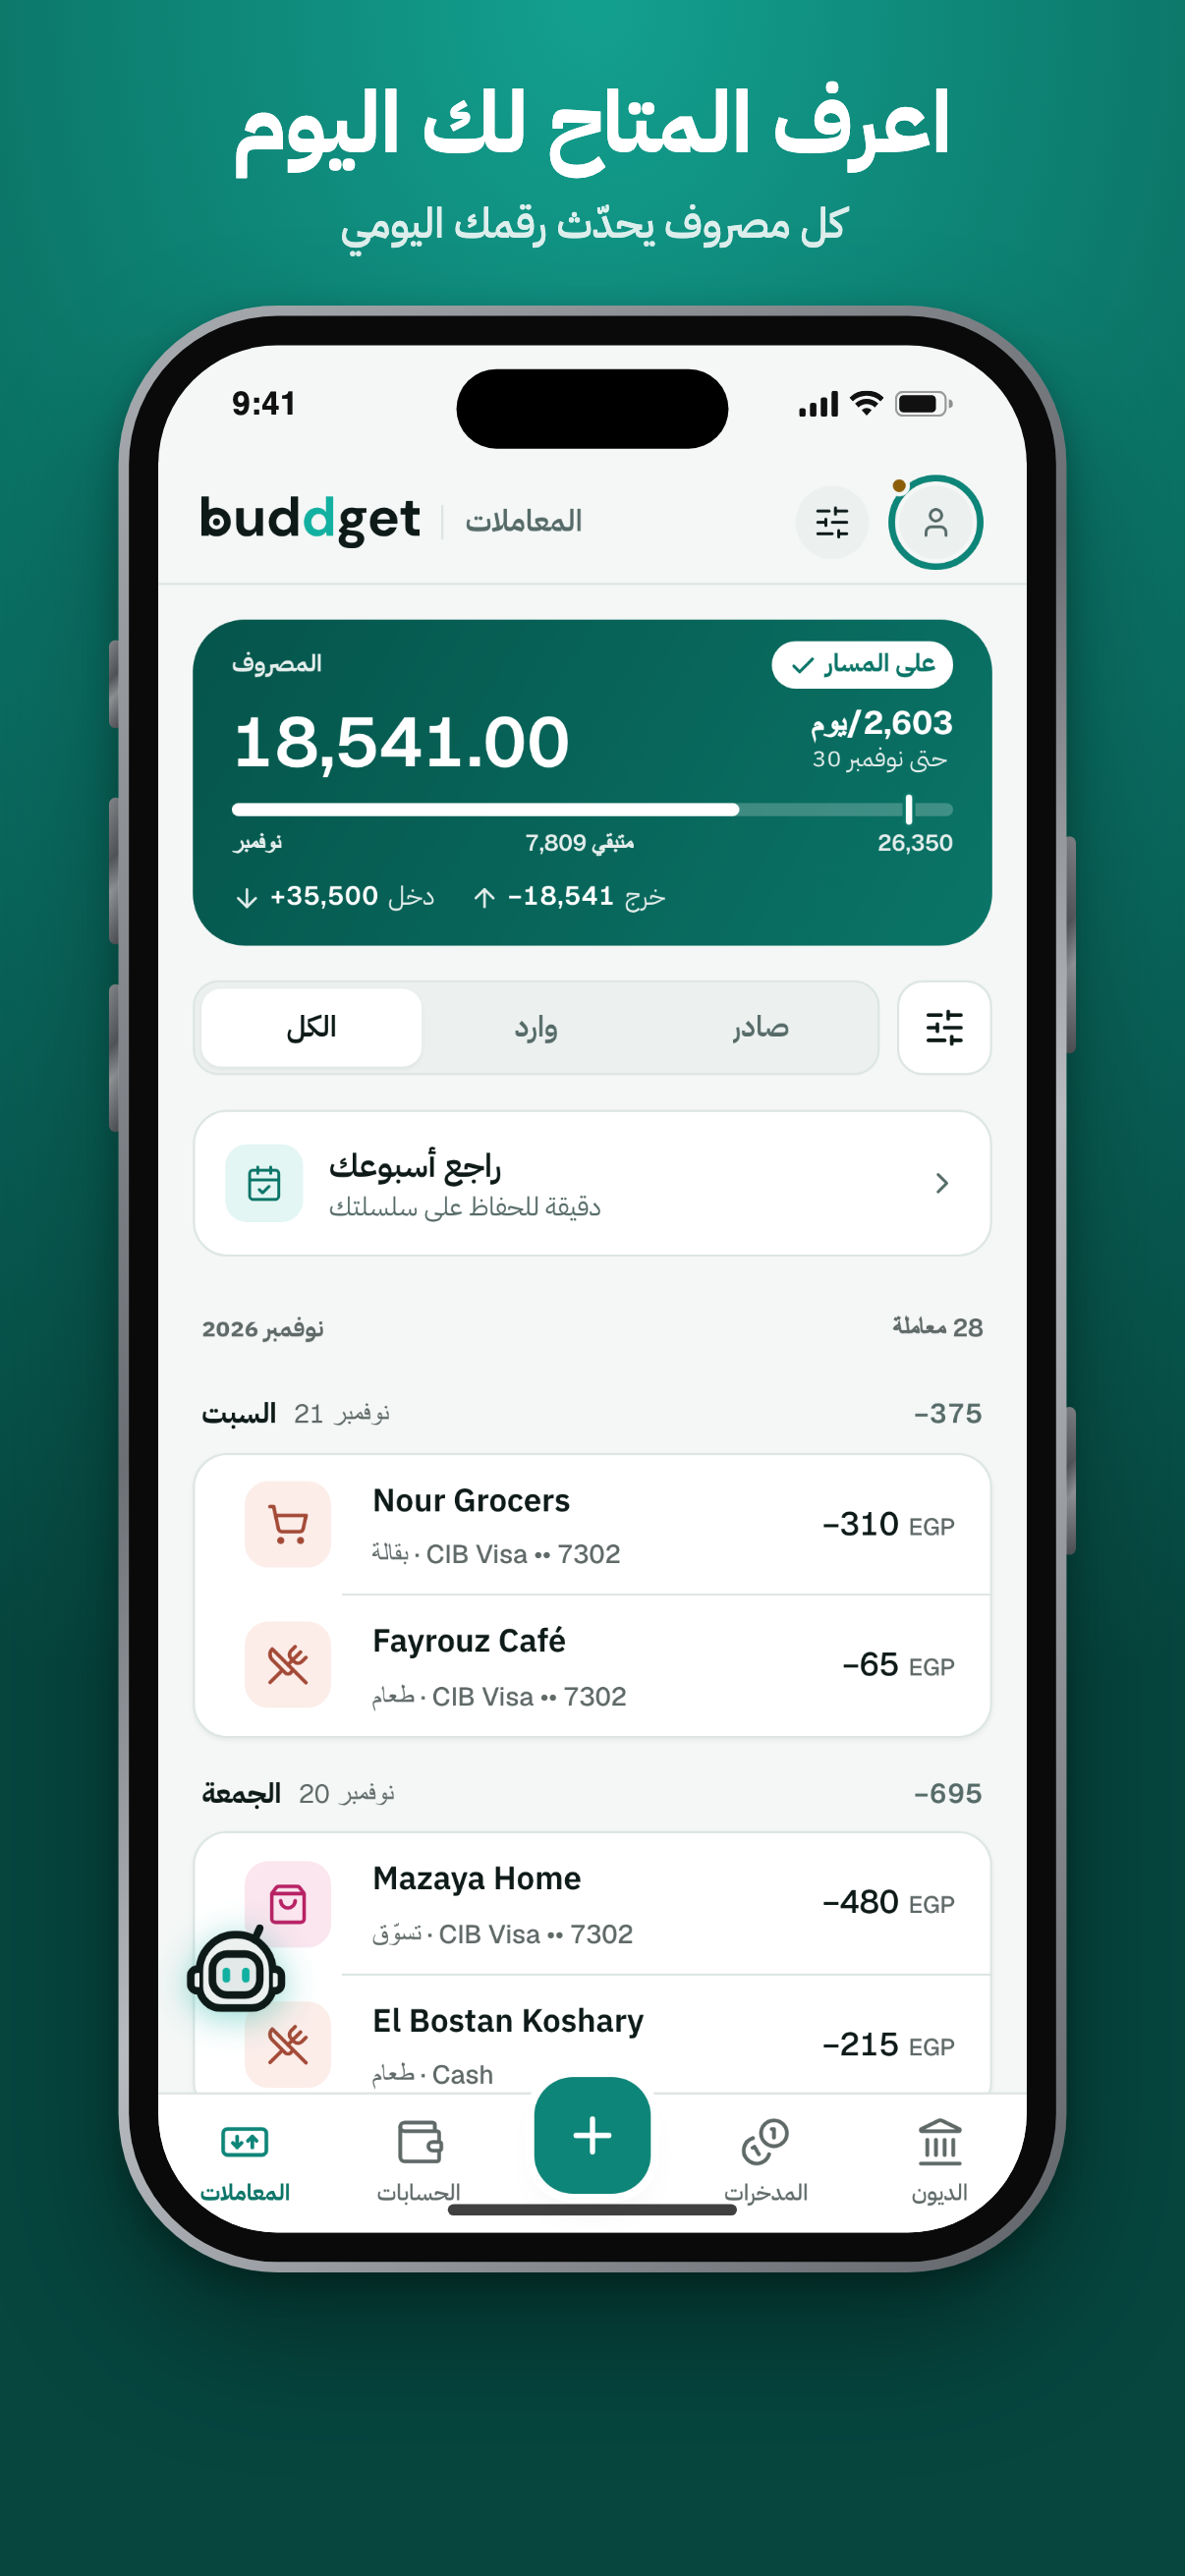 اعرف المتاح لك اليوم
كل مصروف يحدّث رقمك اليومي
9:41
buddget | المعاملات
المصروف
على المسار
18,541.00
2,603/يوم
حتى نوفمبر 30
نوفمبر
متبقي 7,809
26,350
+35,500 دخل
−18,541 خرج
الكل
وارد
صادر
راجع أسبوعك
دقيقة للحفاظ على سلسلتك
نوفمبر 2026
28 معاملة
السبت 21 نوفمبر
−375
Nour Grocers
−310 EGP
بقالة · CIB Visa •• 7302
Fayrouz Café
−65 EGP
طعام · CIB Visa •• 7302
الجمعة 20 نوفمبر
−695
Mazaya Home
−480 EGP
تسوّق · CIB Visa •• 7302
El Bostan Koshary
−215 EGP
طعام · Cash
المعاملات
الحسابات
المدخرات
الديون